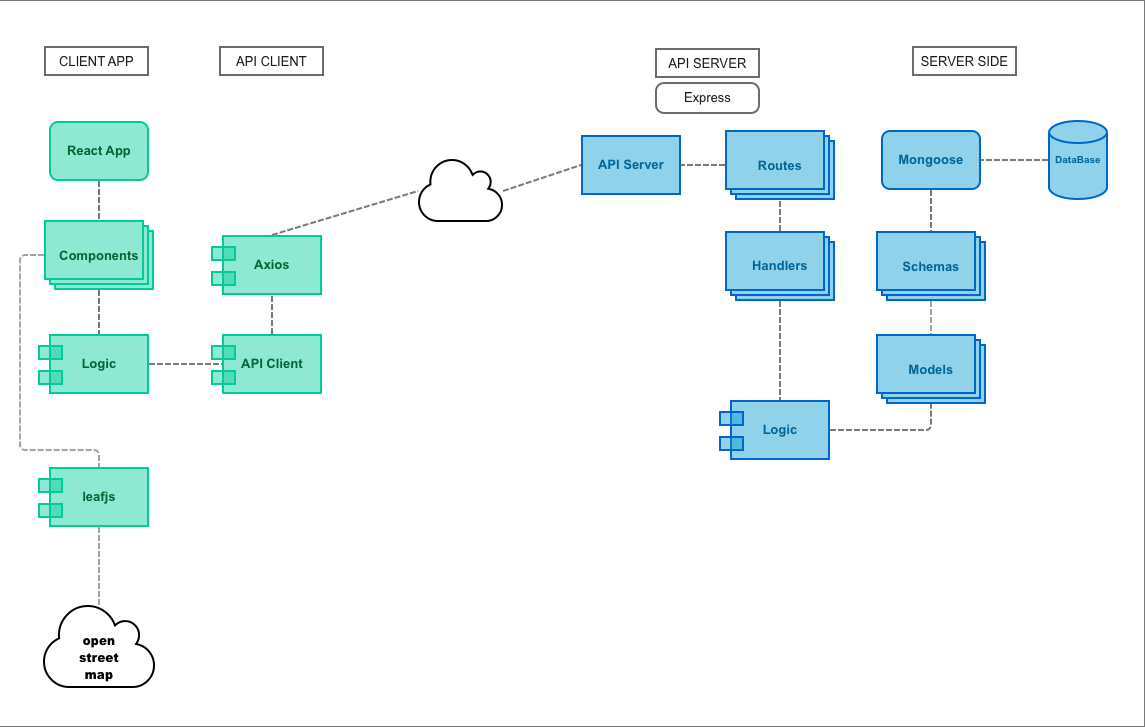 CLIENT APP
API CLIENT
API SERVER
Express
SERVER SIDE
React App
Components
Logic
leafjs
open
street
map
Axios
API Client
API Server
Routes
Handlers
Logic
Mongoose
DataBase
Schemas
Models